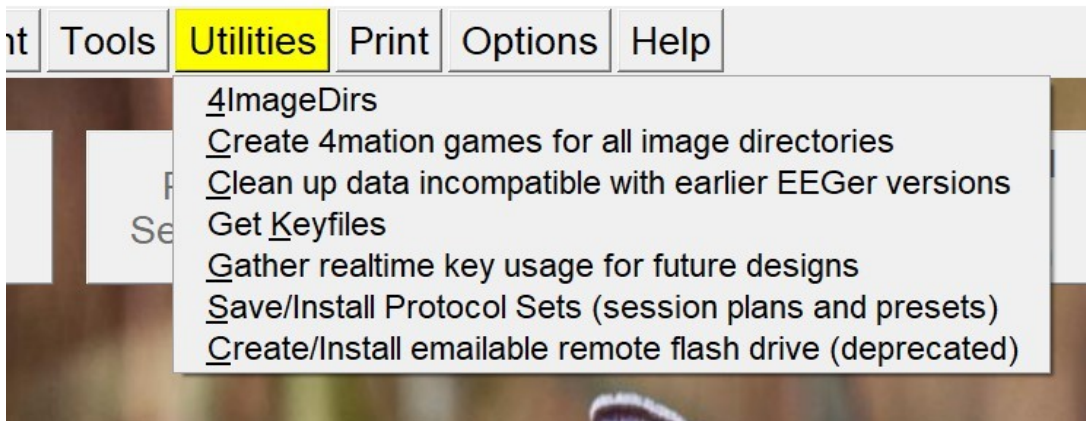 Tools Utilities Print Options Help
4ImageDirs
Create 4mation games for all image directories
Clean up data incompatible with earlier EEGer versions
Get Keyfiles
Gather realtime key usage for future designs
Save/Install Protocol Sets (session plans and presets)
Create/Install emailable remote flash drive (deprecated)